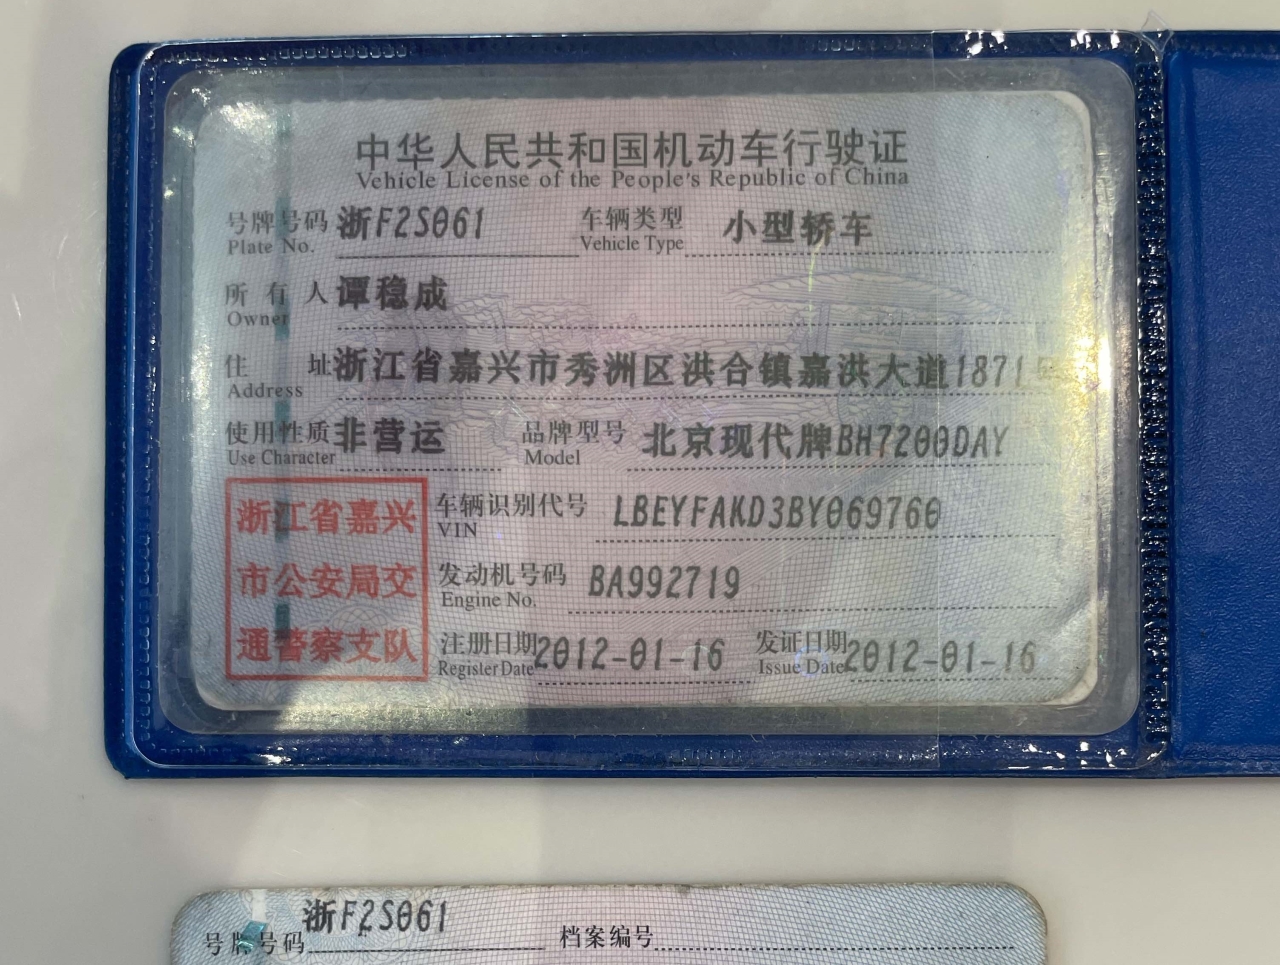 中华人民共和国机动车行驶证
Vehicle License of the People's Republic of China
号牌号码 浙F2S061 车辆类型 小型轿车
Plate No. Vehicle Type
所有人 谭稳成
Owner
住址 浙江省嘉兴市秀洲区洪合镇嘉洪大道1871号
Address
使用性质 非营运 品牌型号 北京现代牌BH7200DAY
Use Character Model
浙江省嘉兴
市公安局交
通警察支队
车辆识别代号 LBEYFAKD3BY069760
VIN
发动机号码 BA992719
Engine No.
注册日期 2012-01-16 发证日期 2012-01-16
Register Date Issue Date
号牌号码 浙F2S061 档案编号